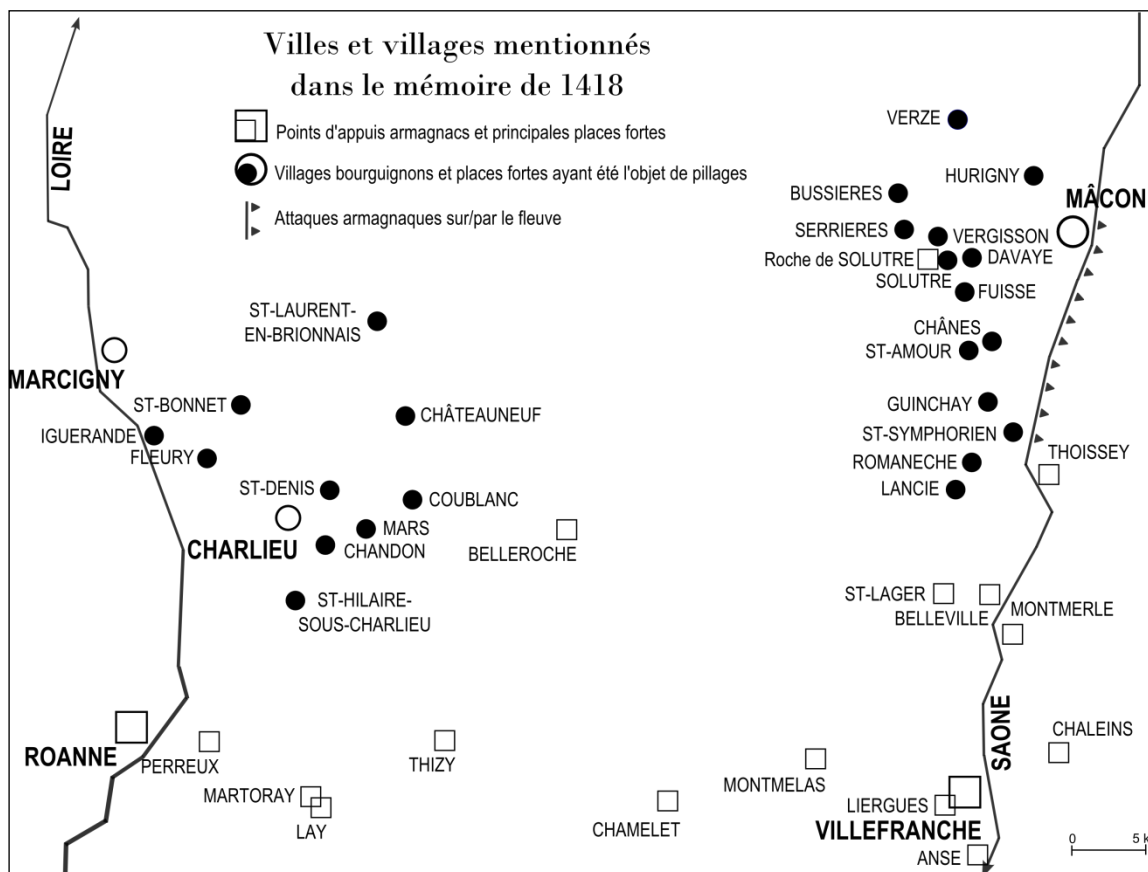 Villes et villages mentionnés
dans le mémoire de 1418
Points d'appuis armagnacs et principales places fortes
Villages bourguignons et places fortes ayant été l'objet de pillages
Attaques armagnaques sur/par le fleuve
LOIRE
VERZE
HURIGNY
BUSSIERES
MÂCON
SERRIERES
VERGISSON
Roche de SOLUTRE
DAVAYE
SOLUTRE
FUISSE
ST-LAURENT-
EN-BRIONNAIS
CHÂNES
ST-AMOUR
MARCIGNY
ST-BONNET
CHÂTEAUNEUF
GUINCHAY
IGUERANDE
ST-SYMPHORIEN
FLEURY
THOISSEY
ROMANECHE
ST-DENIS
COUBLANC
LANCIE
MARS
CHARLIEU
CHANDON
BELLEROCHE
ST-HILAIRE-
SOUS-CHARLIEU
ST-LAGER
BELLEVILLE
MONTMERLE
SAONE
ROANNE
PERREUX
THIZY
CHALEINS
MONTMELAS
MARTORAY
LAY
CHAMELET
LIERGUES
VILLEFRANCHE
ANSE
0 5 k